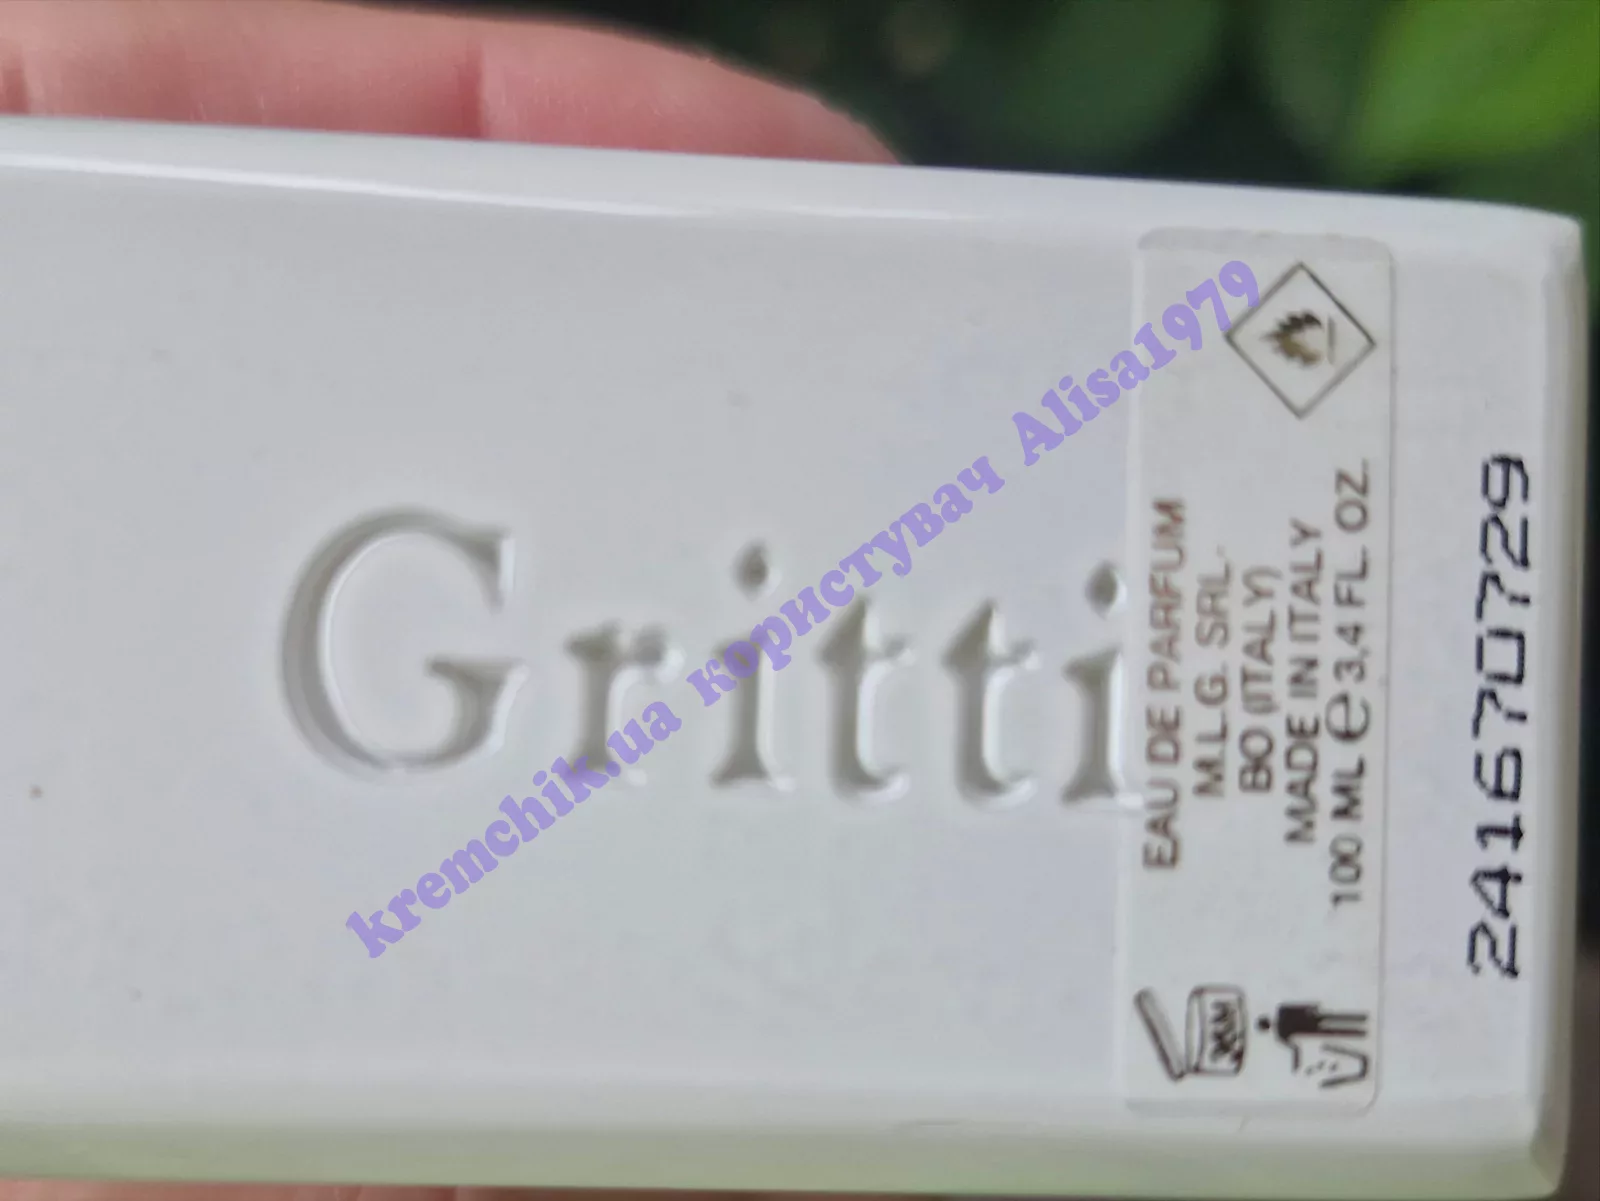 Gritti
EAU DE PARFUM
M.I.L.G. SRL.
BO (ITALY)
MADE IN ITALY
100 ML e 3,4 FL. OZ.
241670729
kremchik.ua користувач Alisa1979